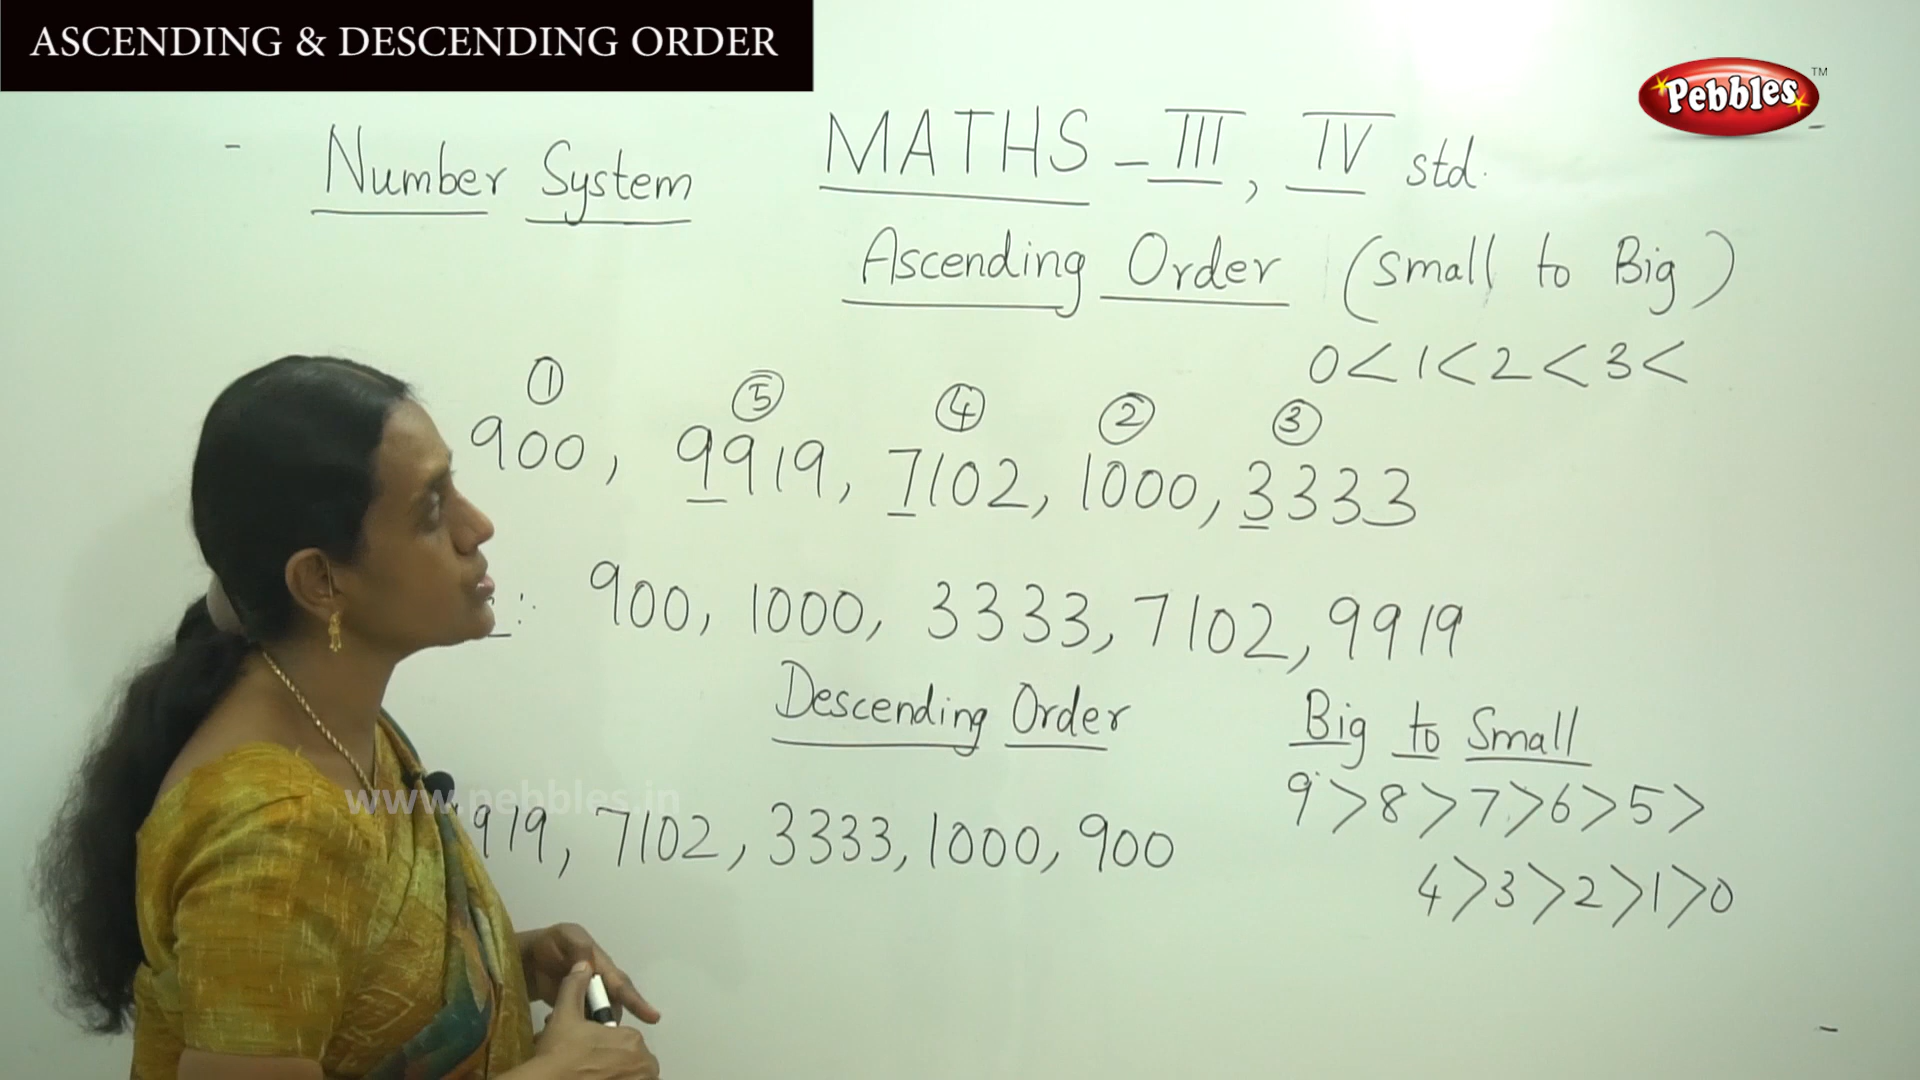 ASCENDING & DESCENDING ORDER
Pebbles TM
Number System MATHS - III, IV std.
Ascending Order (Small to Big)
0<1<2<3<
1 5 4 2 3
900, 9919, 7102, 1000, 3333
900, 1000, 3333, 7102, 9919
Descending Order Big to Small
www.pebbles.in
9>8>7>6>5>
919, 7102, 3333, 1000, 900
4>3>2>1>0